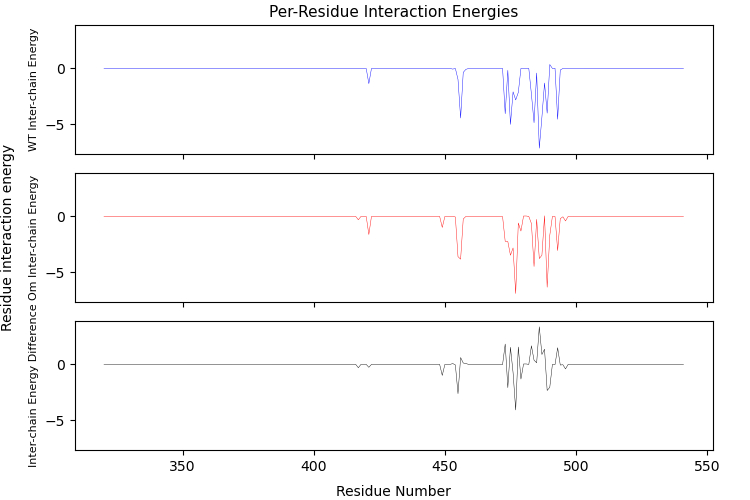 Per-Residue Interaction Energies
Residue interaction energy
WT Inter-chain Energy
0
−5
Om Inter-chain Energy
0
−5
Inter-chain Energy Difference
0
−5
350
400
450
500
550
Residue Number